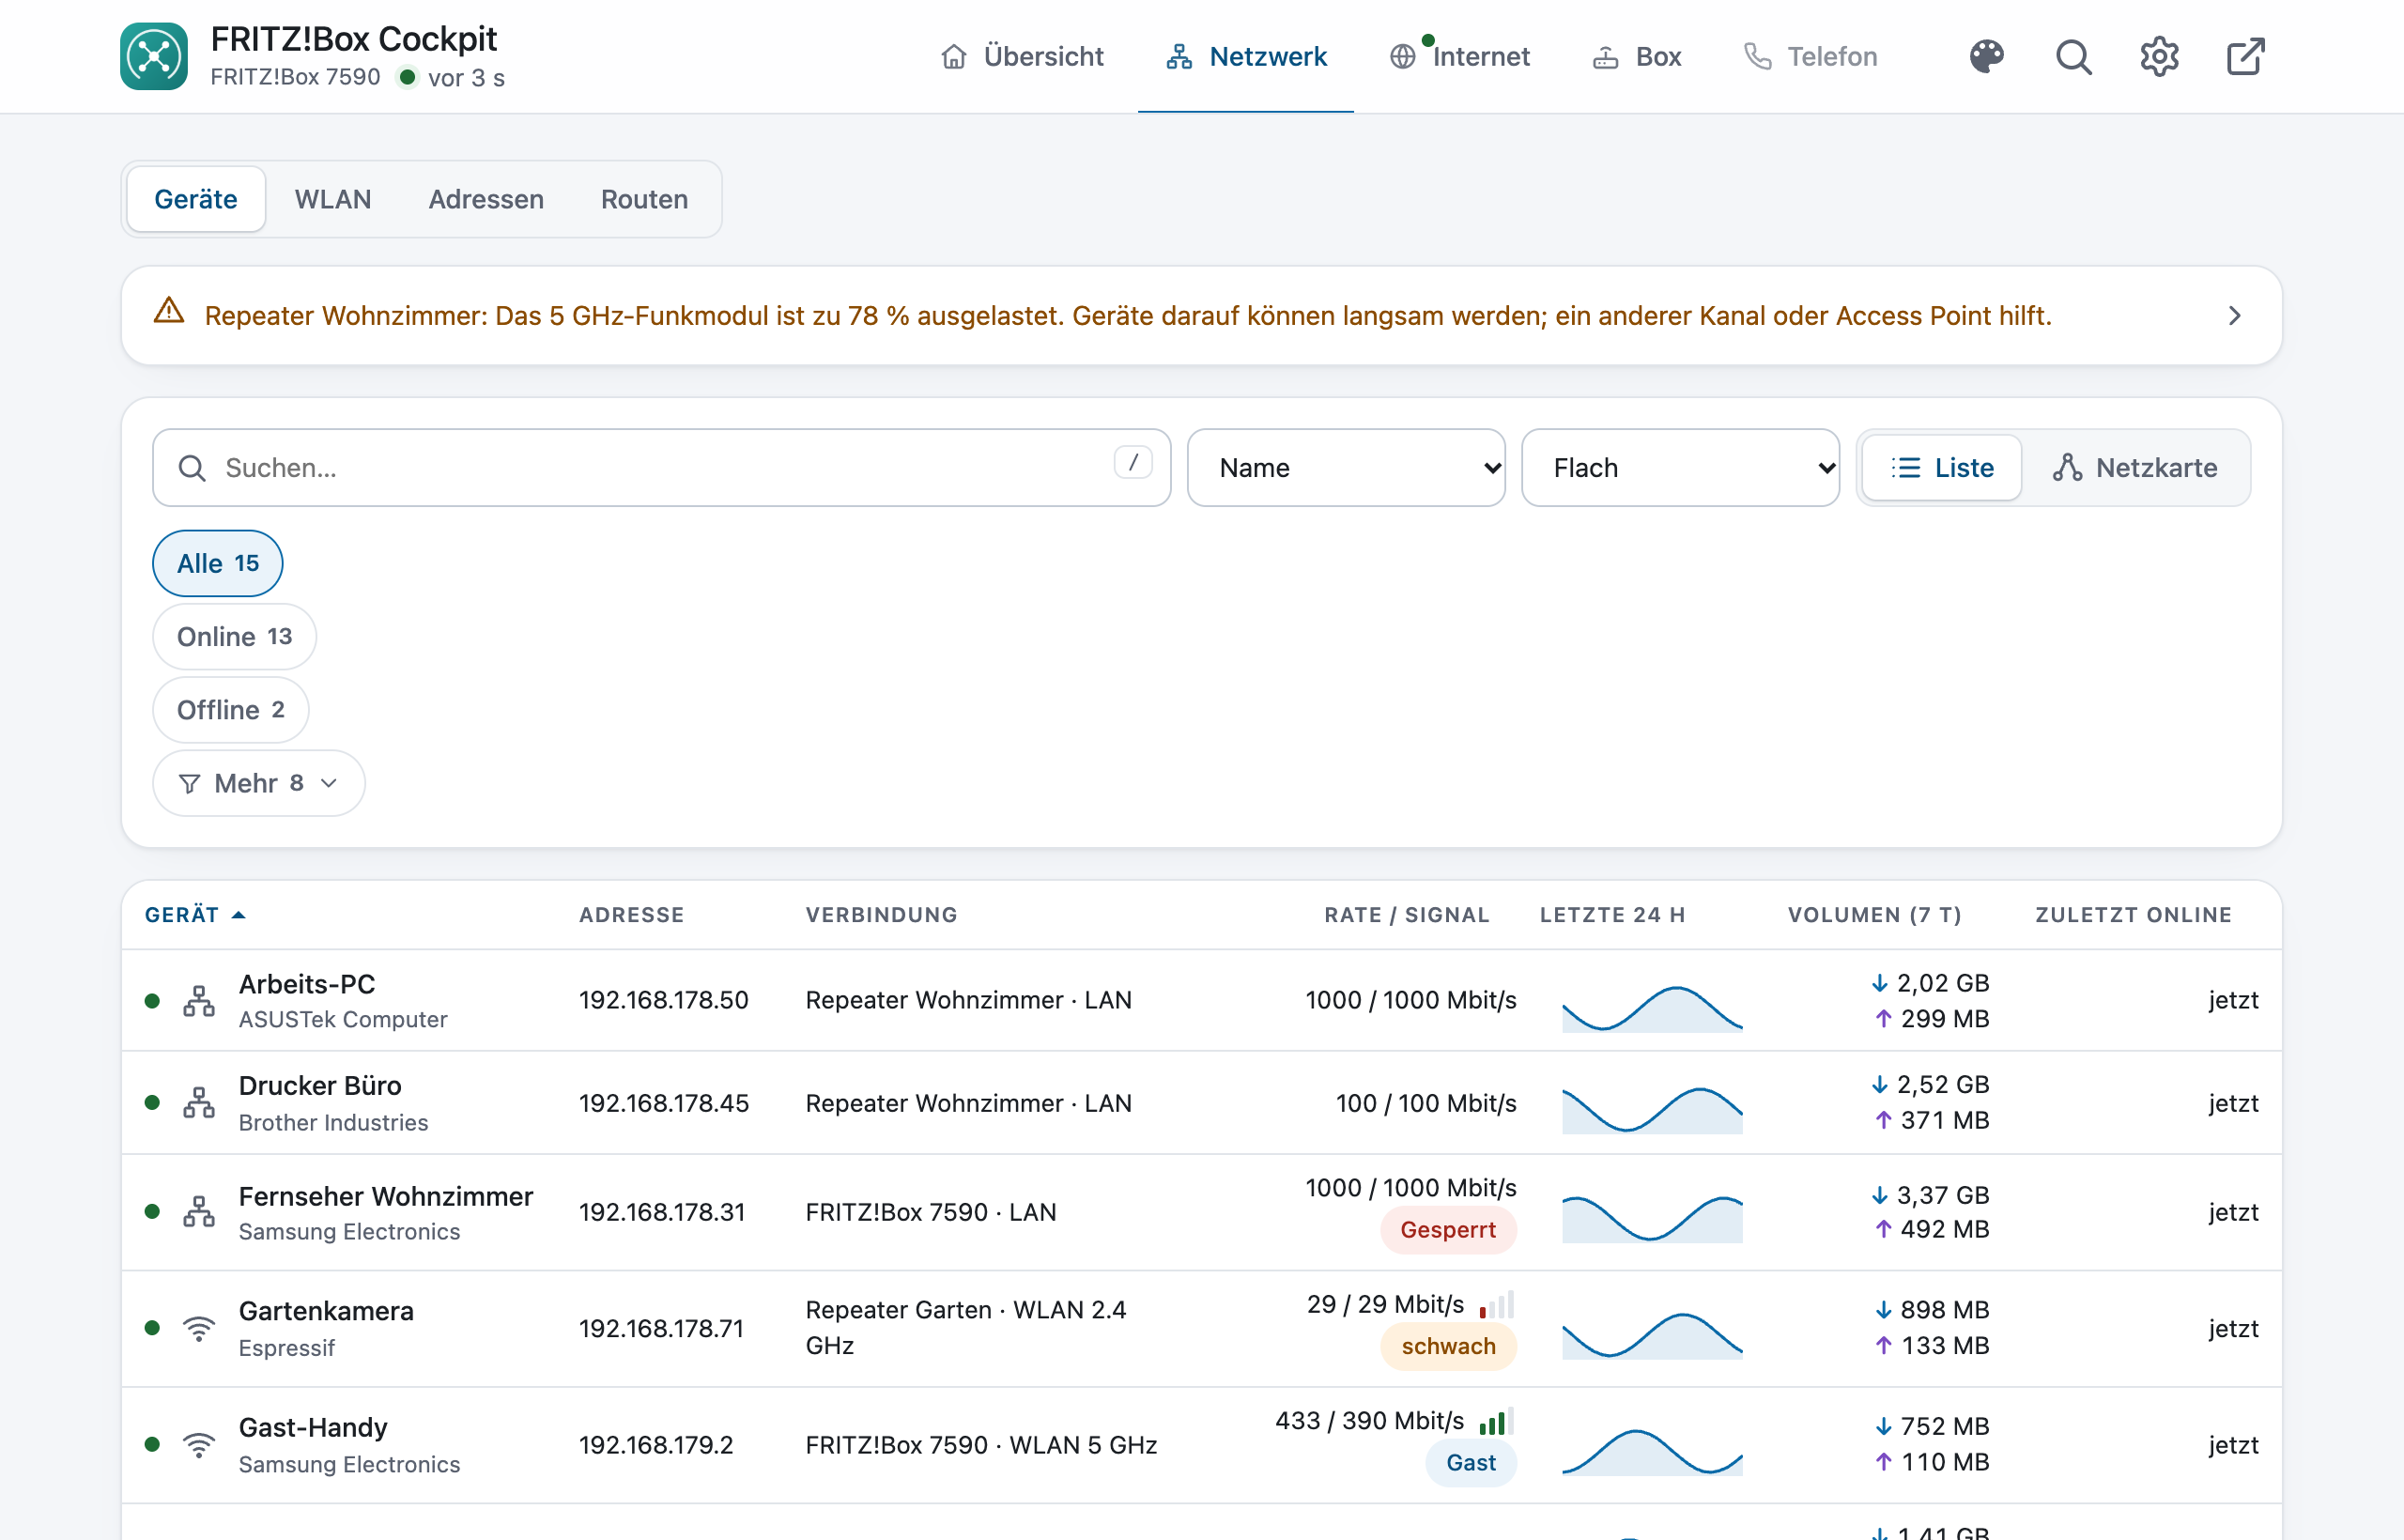 FRITZ!Box Cockpit
FRITZ!Box 7590 vor 3 s
Übersicht
Netzwerk
Internet
Box
Telefon
Geräte
WLAN
Adressen
Routen
Repeater Wohnzimmer: Das 5 GHz-Funkmodul ist zu 78 % ausgelastet. Geräte darauf können langsam werden; ein anderer Kanal oder Access Point hilft.
Suchen...
/
Name
Flach
Liste
Netzkarte
Alle 15
Online 13
Offline 2
Mehr 8
GERÄT
ADRESSE
VERBINDUNG
RATE / SIGNAL
LETZTE 24 H
VOLUMEN (7 T)
ZULETZT ONLINE
Arbeits-PC
ASUSTek Computer
192.168.178.50
Repeater Wohnzimmer · LAN
1000 / 1000 Mbit/s
↓ 2,02 GB
↑ 299 MB
jetzt
Drucker Büro
Brother Industries
192.168.178.45
Repeater Wohnzimmer · LAN
100 / 100 Mbit/s
↓ 2,52 GB
↑ 371 MB
jetzt
Fernseher Wohnzimmer
Samsung Electronics
192.168.178.31
FRITZ!Box 7590 · LAN
1000 / 1000 Mbit/s
Gesperrt
↓ 3,37 GB
↑ 492 MB
jetzt
Gartenkamera
Espressif
192.168.178.71
Repeater Garten · WLAN 2.4
GHz
29 / 29 Mbit/s
schwach
↓ 898 MB
↑ 133 MB
jetzt
Gast-Handy
Samsung Electronics
192.168.179.2
FRITZ!Box 7590 · WLAN 5 GHz
433 / 390 Mbit/s
Gast
↓ 752 MB
↑ 110 MB
jetzt
↓ 1,41 GB